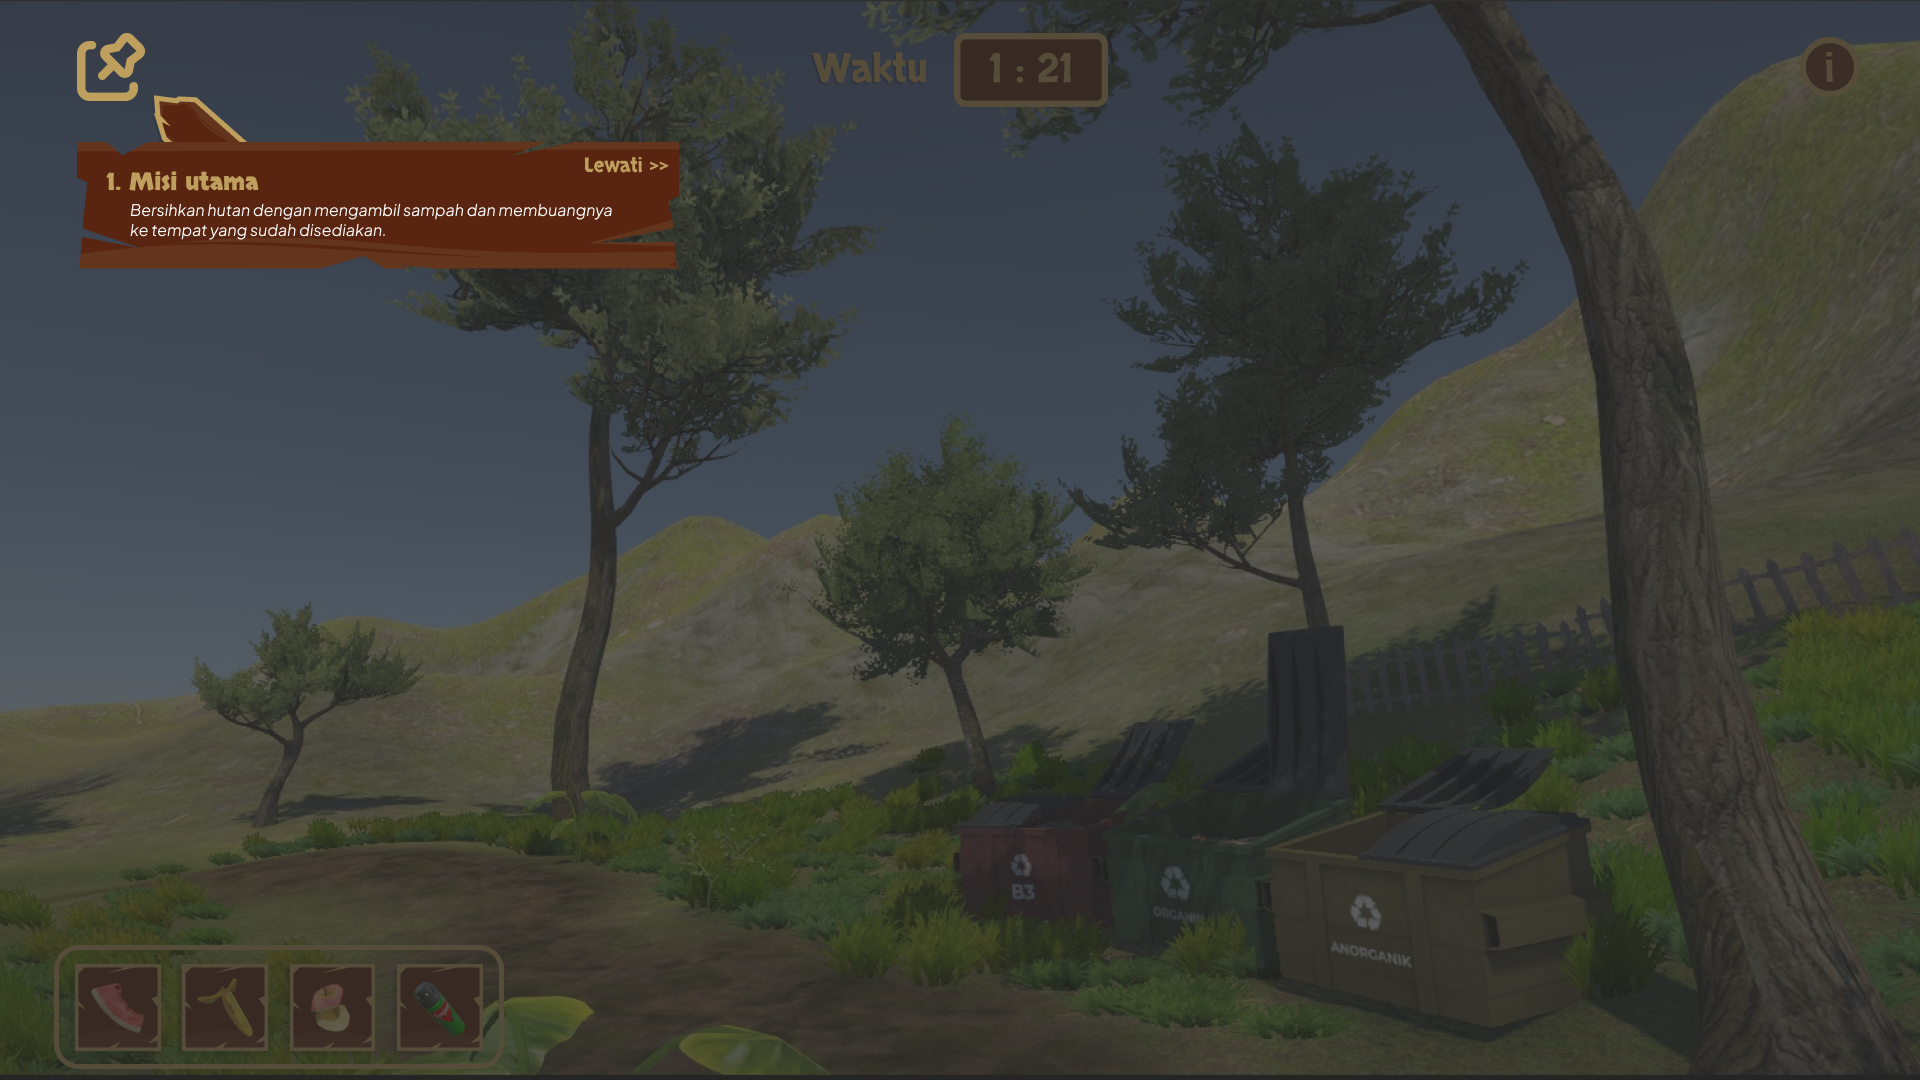 Waktu
1 : 21
i
Lewati >>
1. Misi utama
Bersihkan hutan dengan mengambil sampah dan membuangnya
ke tempat yang sudah disediakan.
B3
ORGANIK
ANORGANIK